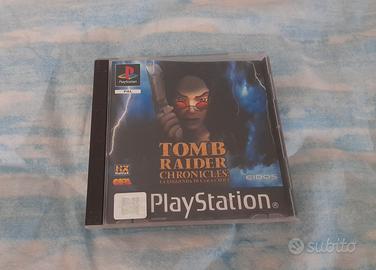 PlayStation
PAL
TOMB
RAIDER
CHRONICLES
LA LEGGENDA DI LARA CROFT
EIDOS
PlayStation
subito